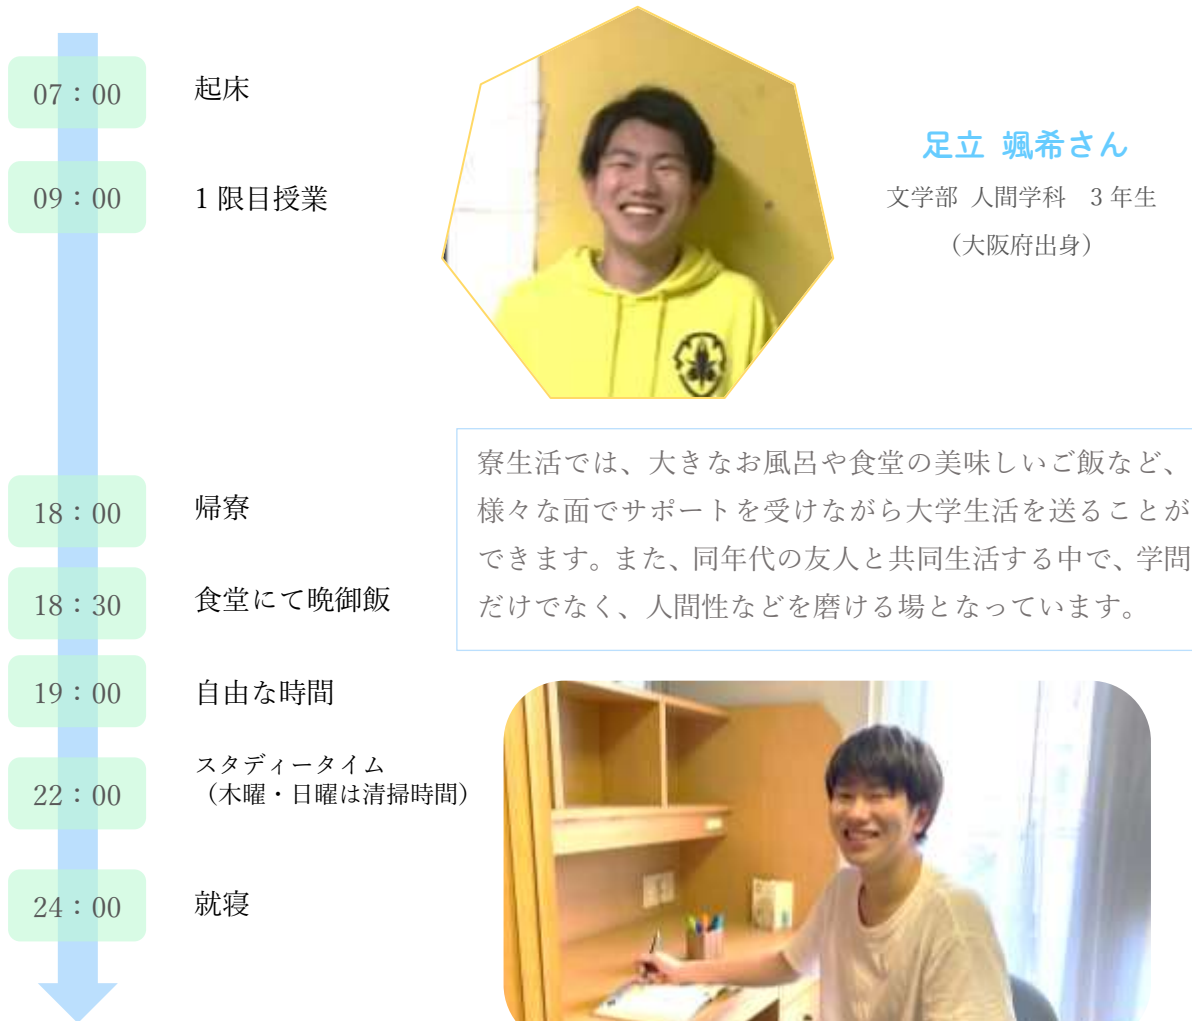 07：00
起床
09：00
1 限目授業
足立 颯希さん
文学部 人間学科　3 年生
（大阪府出身）
18：00
帰寮
18：30
食堂にて晩御飯
19：00
自由な時間
22：00
スタディータイム
（木曜・日曜は清掃時間）
24：00
就寝
寮生活では、大きなお風呂や食堂の美味しいご飯など、
様々な面でサポートを受けながら大学生活を送ることが
できます。また、同年代の友人と共同生活する中で、学問
だけでなく、人間性などを磨ける場となっています。